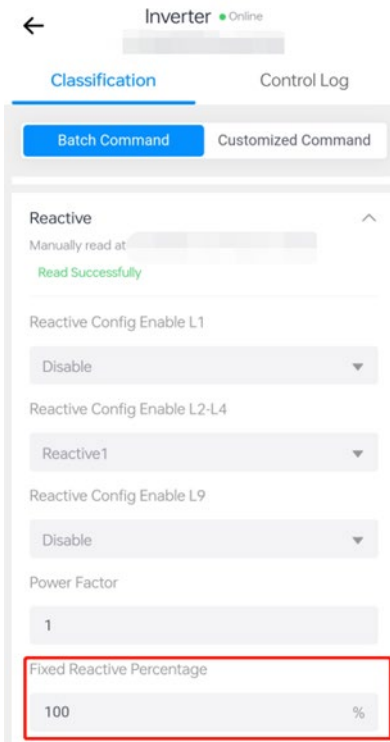 Inverter • Online
Classification Control Log
Batch Command Customized Command
Reactive
Manually read at
Read Successfully
Reactive Config Enable L1
Disable
Reactive Config Enable L2-L4
Reactive1
Reactive Config Enable L9
Disable
Power Factor
1
Fixed Reactive Percentage
100 %